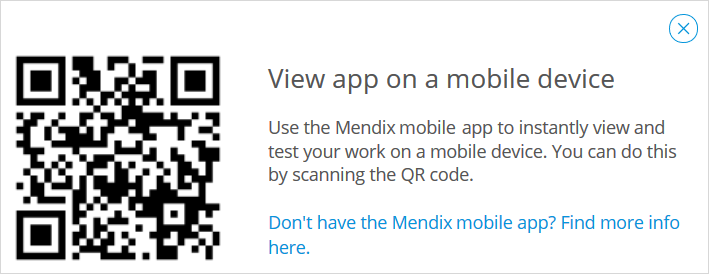 View app on a mobile device
Use the Mendix mobile app to instantly view and
test your work on a mobile device. You can do this
by scanning the QR code.
Don't have the Mendix mobile app? Find more info
here.